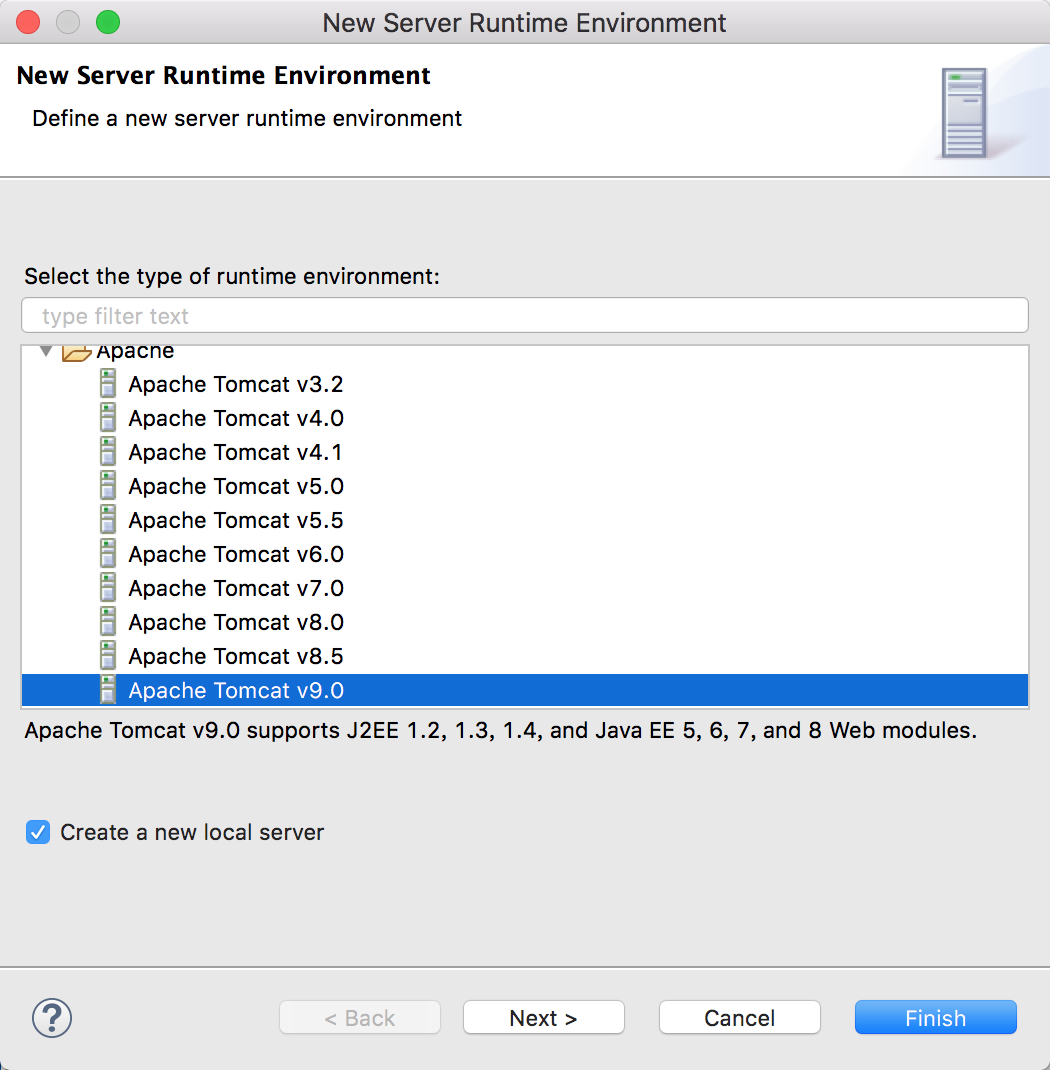 New Server Runtime Environment
New Server Runtime Environment
Define a new server runtime environment
Select the type of runtime environment:
type filter text
Apache
Apache Tomcat v3.2
Apache Tomcat v4.0
Apache Tomcat v4.1
Apache Tomcat v5.0
Apache Tomcat v5.5
Apache Tomcat v6.0
Apache Tomcat v7.0
Apache Tomcat v8.0
Apache Tomcat v8.5
Apache Tomcat v9.0
Apache Tomcat v9.0 supports J2EE 1.2, 1.3, 1.4, and Java EE 5, 6, 7, and 8 Web modules.
Create a new local server
? < Back Next > Cancel Finish